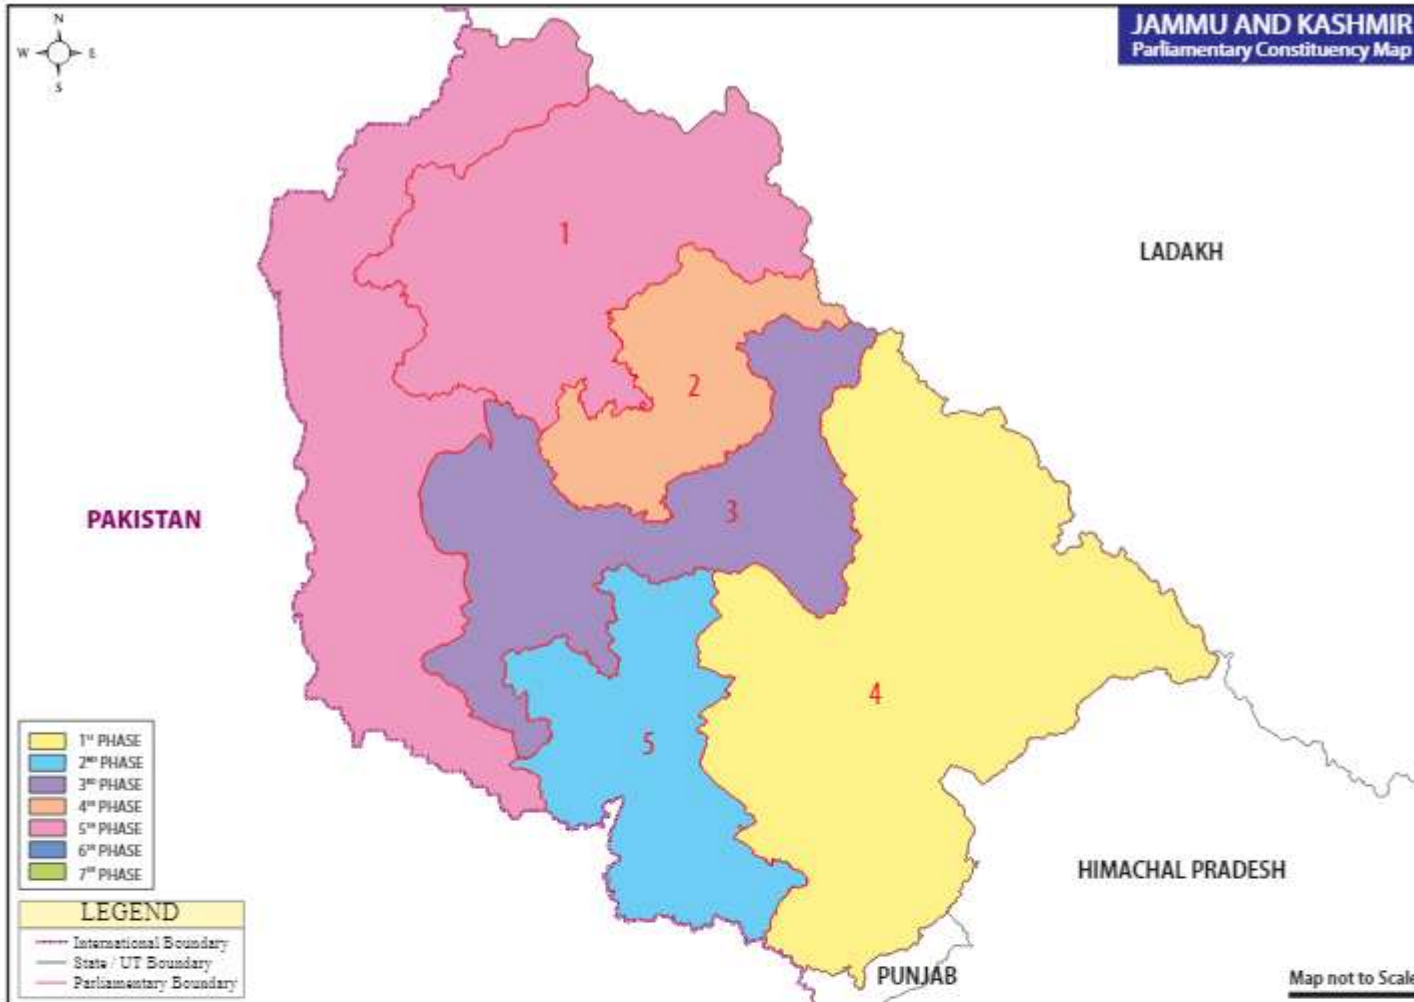 N
W E
S
JAMMU AND KASHMIR
Parliamentary Constituency Map
1
LADAKH
2
PAKISTAN
3
4
5
1ST PHASE
2ND PHASE
3RD PHASE
4TH PHASE
5TH PHASE
6TH PHASE
7TH PHASE
HIMACHAL PRADESH
LEGEND
International Boundary
State / UT Boundary
Parliamentary Boundary
PUNJAB
Map not to Scale